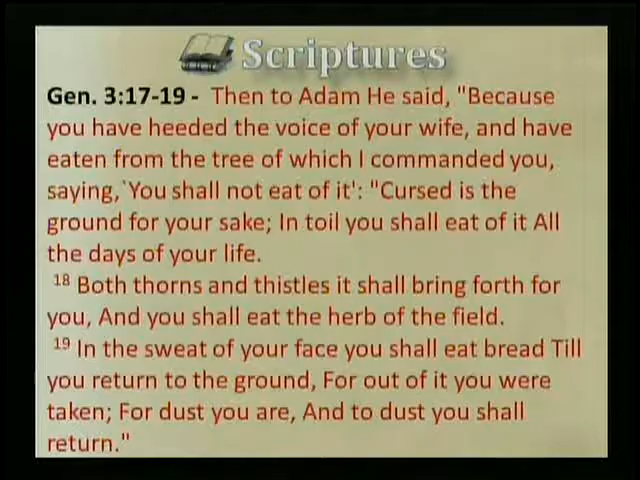 Scriptures
Gen. 3:17-19 - Then to Adam He said, "Because
you have heeded the voice of your wife, and have
eaten from the tree of which I commanded you,
saying,`You shall not eat of it': "Cursed is the
ground for your sake; In toil you shall eat of it All
the days of your life.
18 Both thorns and thistles it shall bring forth for
you, And you shall eat the herb of the field.
19 In the sweat of your face you shall eat bread Till
you return to the ground, For out of it you were
taken; For dust you are, And to dust you shall
return."